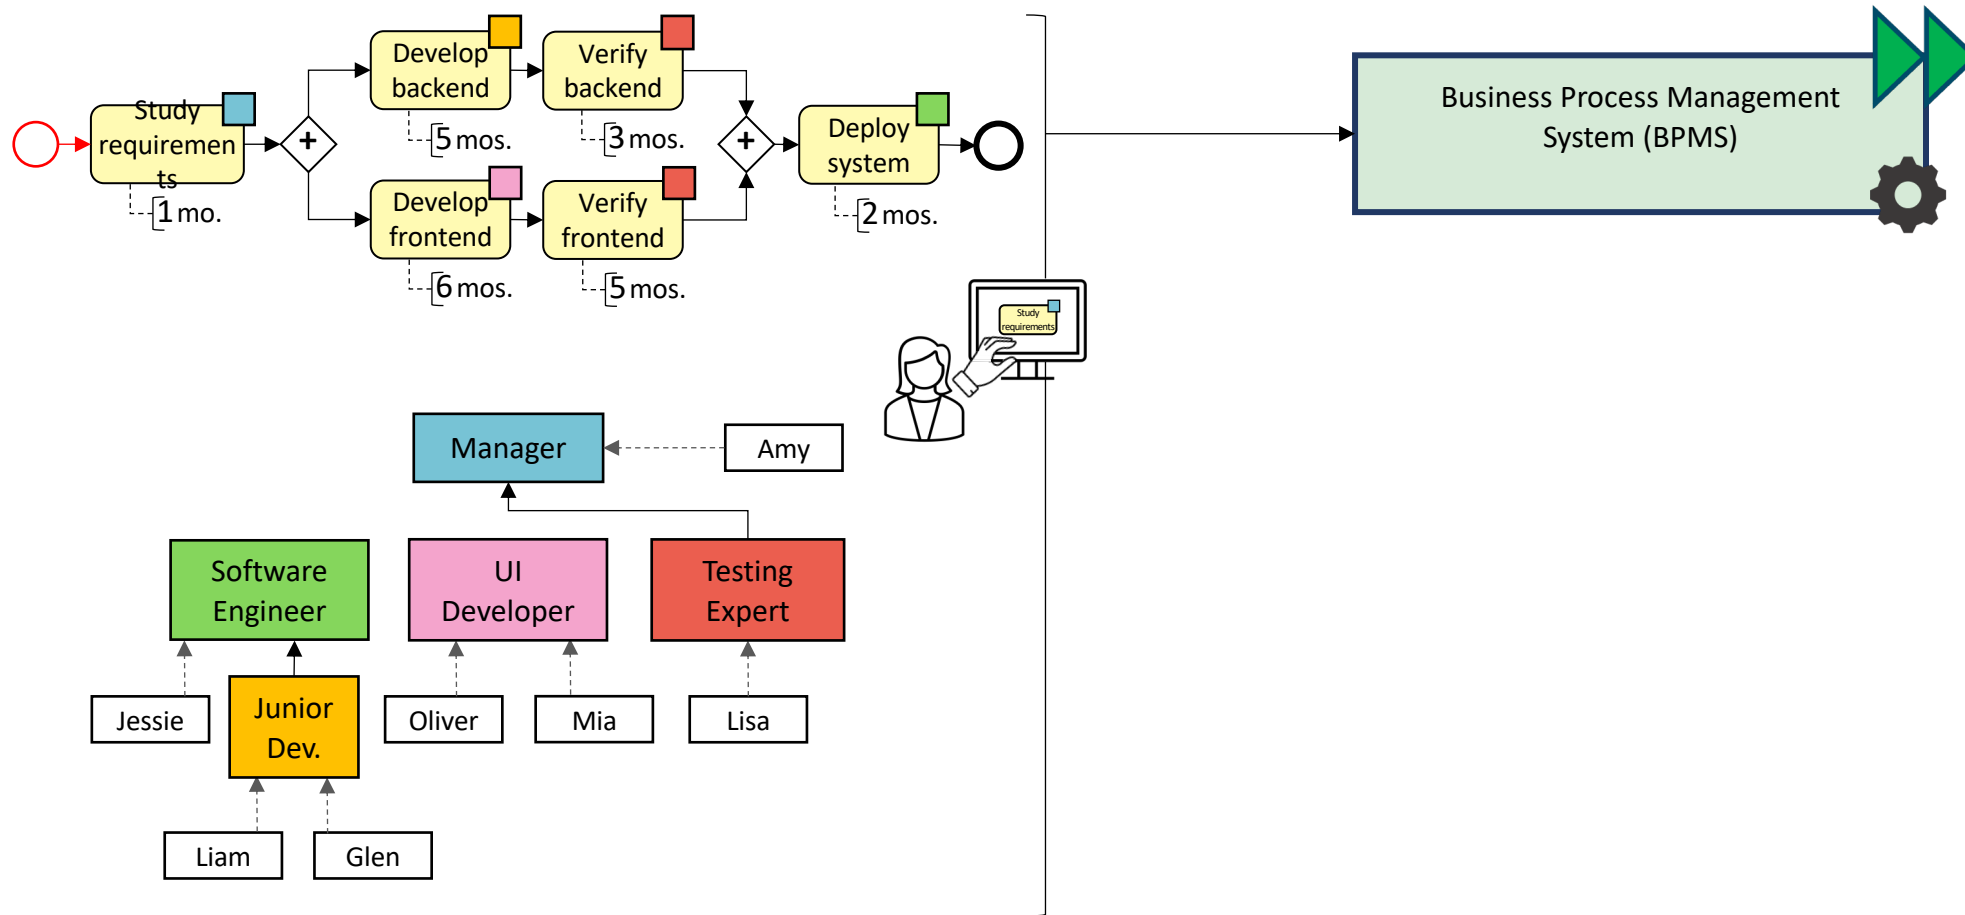 Study
requiremen
ts
1 mo.
+
Develop
backend
5 mos.
Verify
backend
3 mos.
Develop
frontend
6 mos.
Verify
frontend
5 mos.
+
Deploy
system
2 mos.
Business Process Management
System (BPMS)
Study
requirements
Manager
Amy
Software
Engineer
UI
Developer
Testing
Expert
Jessie
Junior
Dev.
Oliver
Mia
Lisa
Liam
Glen